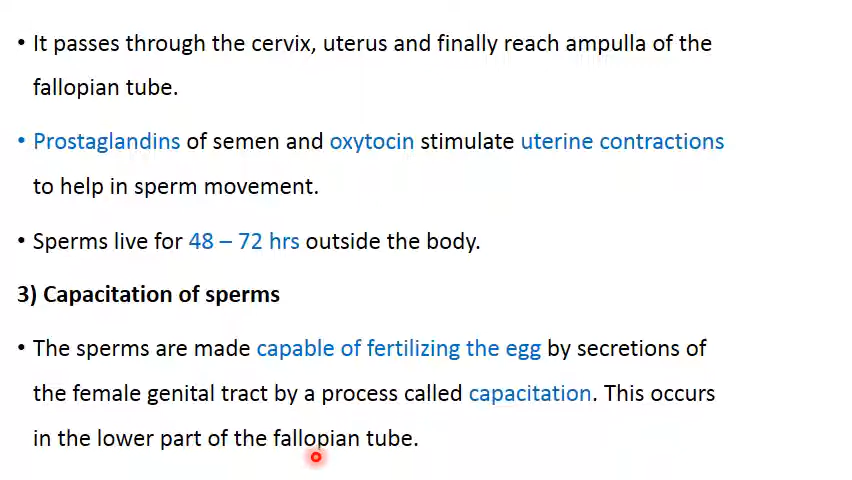 • It passes through the cervix, uterus and finally reach ampulla of the
fallopian tube.
• Prostaglandins of semen and oxytocin stimulate uterine contractions
to help in sperm movement.
• Sperms live for 48 – 72 hrs outside the body.
3) Capacitation of sperms
• The sperms are made capable of fertilizing the egg by secretions of
the female genital tract by a process called capacitation. This occurs
in the lower part of the fallopian tube.